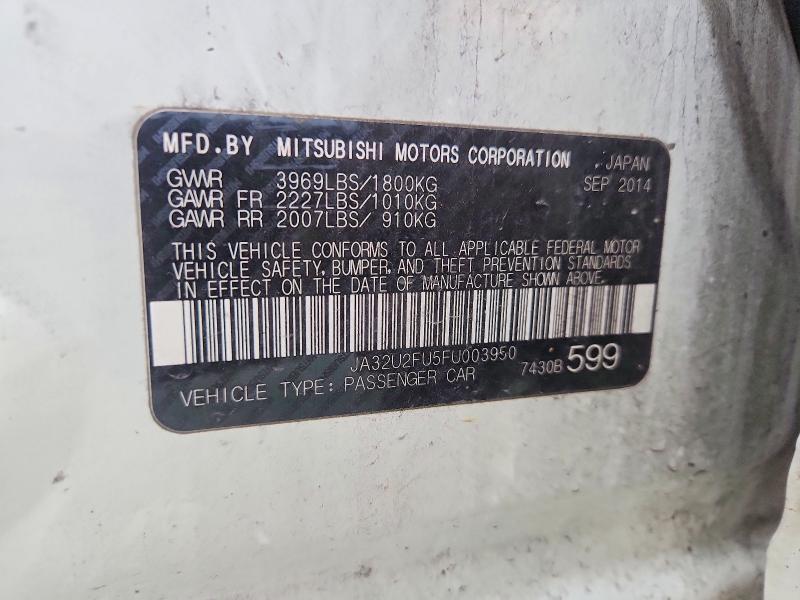 MFD.BY MITSUBISHI MOTORS CORPORATION JAPAN
GVWR 3969LBS/1800KG SEP 2014
GAWR FR 2227LBS/1010KG
GAWR RR 2007LBS/ 910KG
THIS VEHICLE CONFORMS TO ALL APPLICABLE FEDERAL MOTOR
VEHICLE SAFETY, BUMPER, AND THEFT PREVENTION STANDARDS
IN EFFECT ON THE DATE OF MANUFACTURE SHOWN ABOVE.
JA32U2FU5FU003950
VEHICLE TYPE: PASSENGER CAR 7430B 599